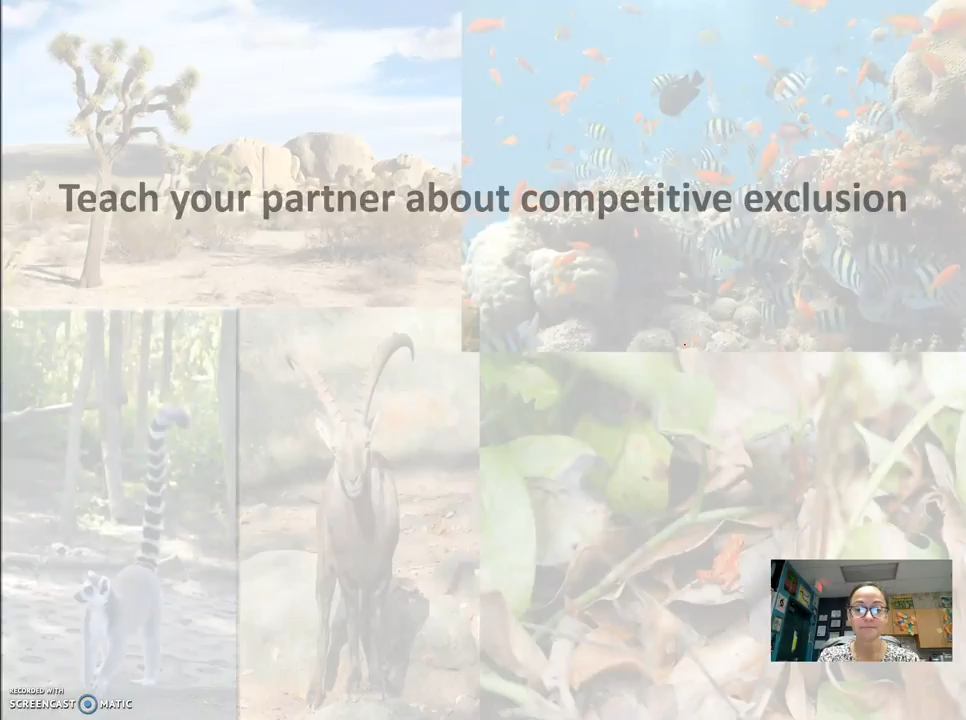 Teach your partner about competitive exclusion
RECORDED WITH
SCREENCAST MATIC